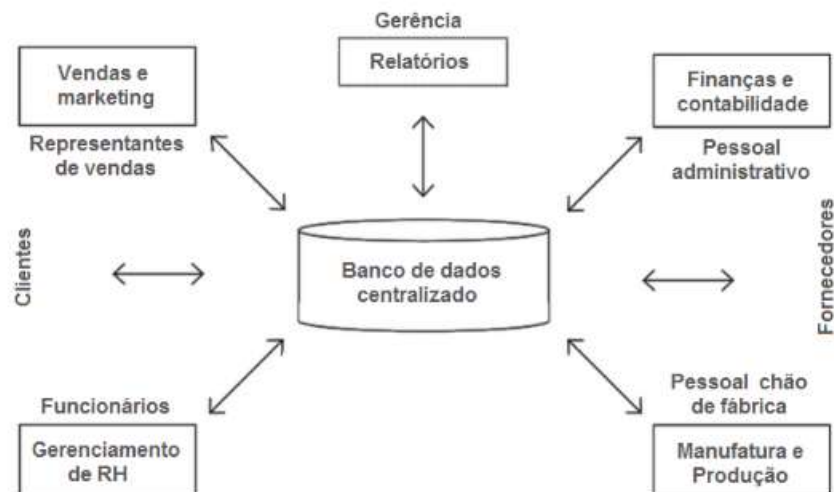 Gerência
Relatórios
Vendas e
marketing
Representantes
de vendas
Finanças e
contabilidade
Pessoal
administrativo
Clientes
Banco de dados
centralizado
Fornecedores
Funcionários
Gerenciamento
de RH
Pessoal chão
de fábrica
Manufatura e
Produção